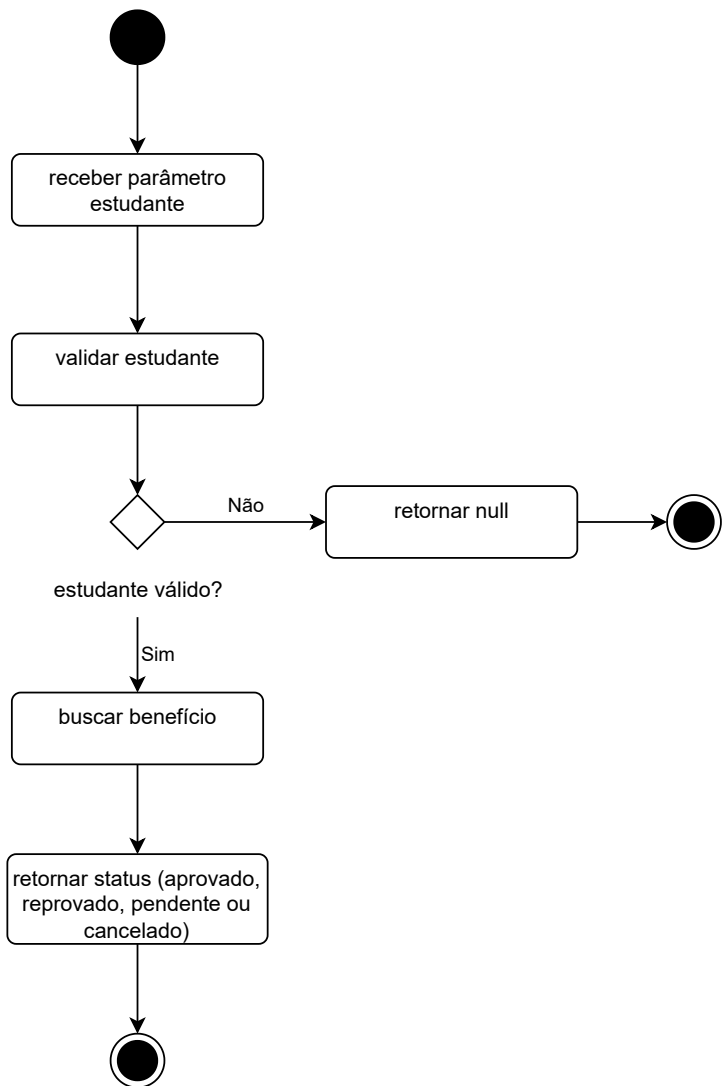 receber parâmetro
estudante
validar estudante
Não
retornar null
estudante válido?
Sim
buscar benefício
retornar status (aprovado,
reprovado, pendente ou
cancelado)